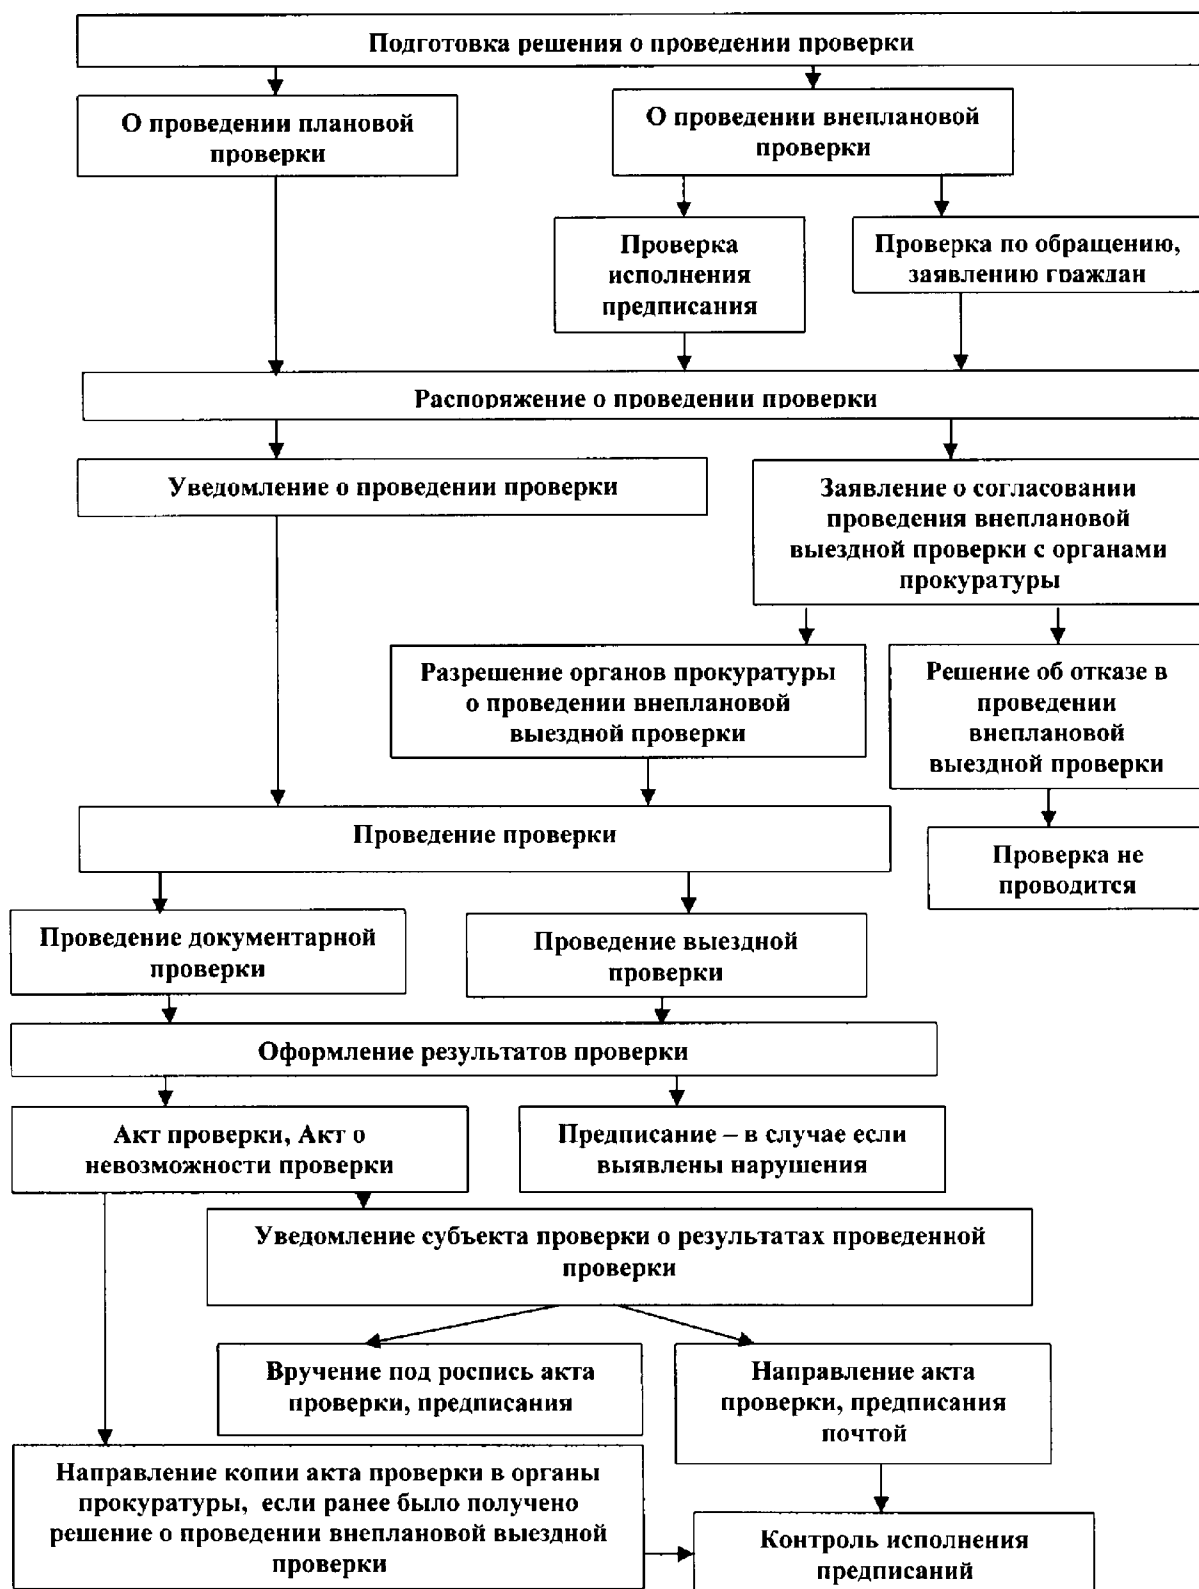 Подготовка решения о проведении проверки
О проведении плановой
проверки
О проведении внеплановой
проверки
Проверка
исполнения
предписания
Проверка по обращению,
заявлению граждан
Распоряжение о проведении проверки
Уведомление о проведении проверки
Заявление о согласовании
проведения внеплановой
выездной проверки с органами
прокуратуры
Разрешение органов прокуратуры
о проведении внеплановой
выездной проверки
Решение об отказе в
проведении
внеплановой
выездной проверки
Проведение проверки
Проверка не
проводится
Проведение документарной
проверки
Проведение выездной
проверки
Оформление результатов проверки
Акт проверки, Акт о
невозможности проверки
Предписание – в случае если
выявлены нарушения
Уведомление субъекта проверки о результатах проведенной
проверки
Вручение под роспись акта
проверки, предписания
Направление акта
проверки, предписания
почтой
Направление копии акта проверки в органы
прокуратуры, если ранее было получено
решение о проведении внеплановой выездной
проверки
Контроль исполнения
предписаний